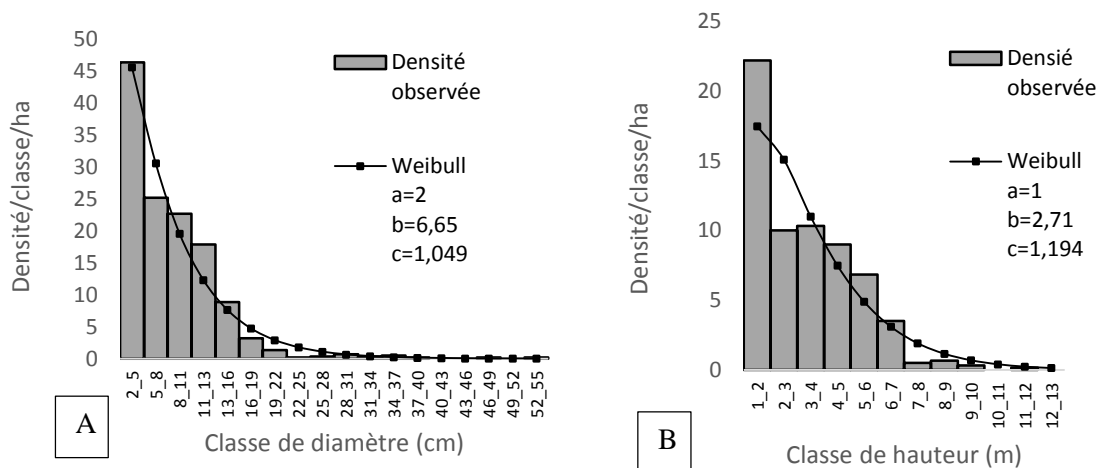 50
45
40
35
30
25
20
15
10
5
0
Densité/classe/ha
Densité
observée
Weibull
a=2
b=6,65
c=1,049
2_5
5_8
8_11
11_13
13_16
16_19
19_22
22_25
25_28
28_31
31_34
34_37
37_40
40_43
43_46
46_49
49_52
52_55
Classe de diamètre (cm)
A
25
20
15
10
5
0
Densité/classe/ha
Densié
observée
Weibull
a=1
b=2,71
c=1,194
1_2
2_3
3_4
4_5
5_6
6_7
7_8
8_9
9_10
10_11
11_12
12_13
Classe de hauteur (m)
B